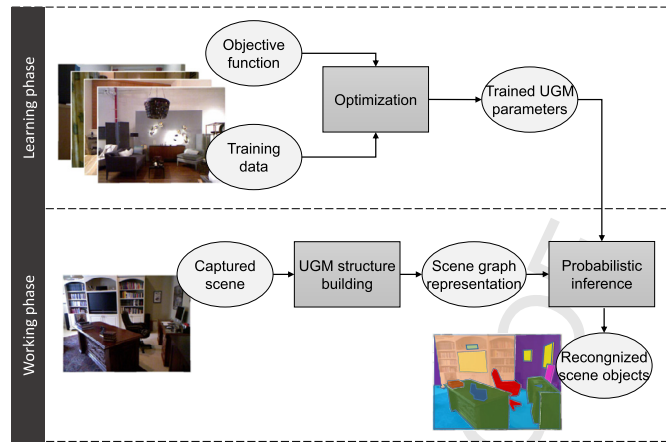 Learning phase
Objective
function
Optimization
Trained UGM
parameters
Training
data
Working phase
Captured
scene
UGM structure
building
Scene graph
representation
Probabilistic
inference
Recongnized
scene objects